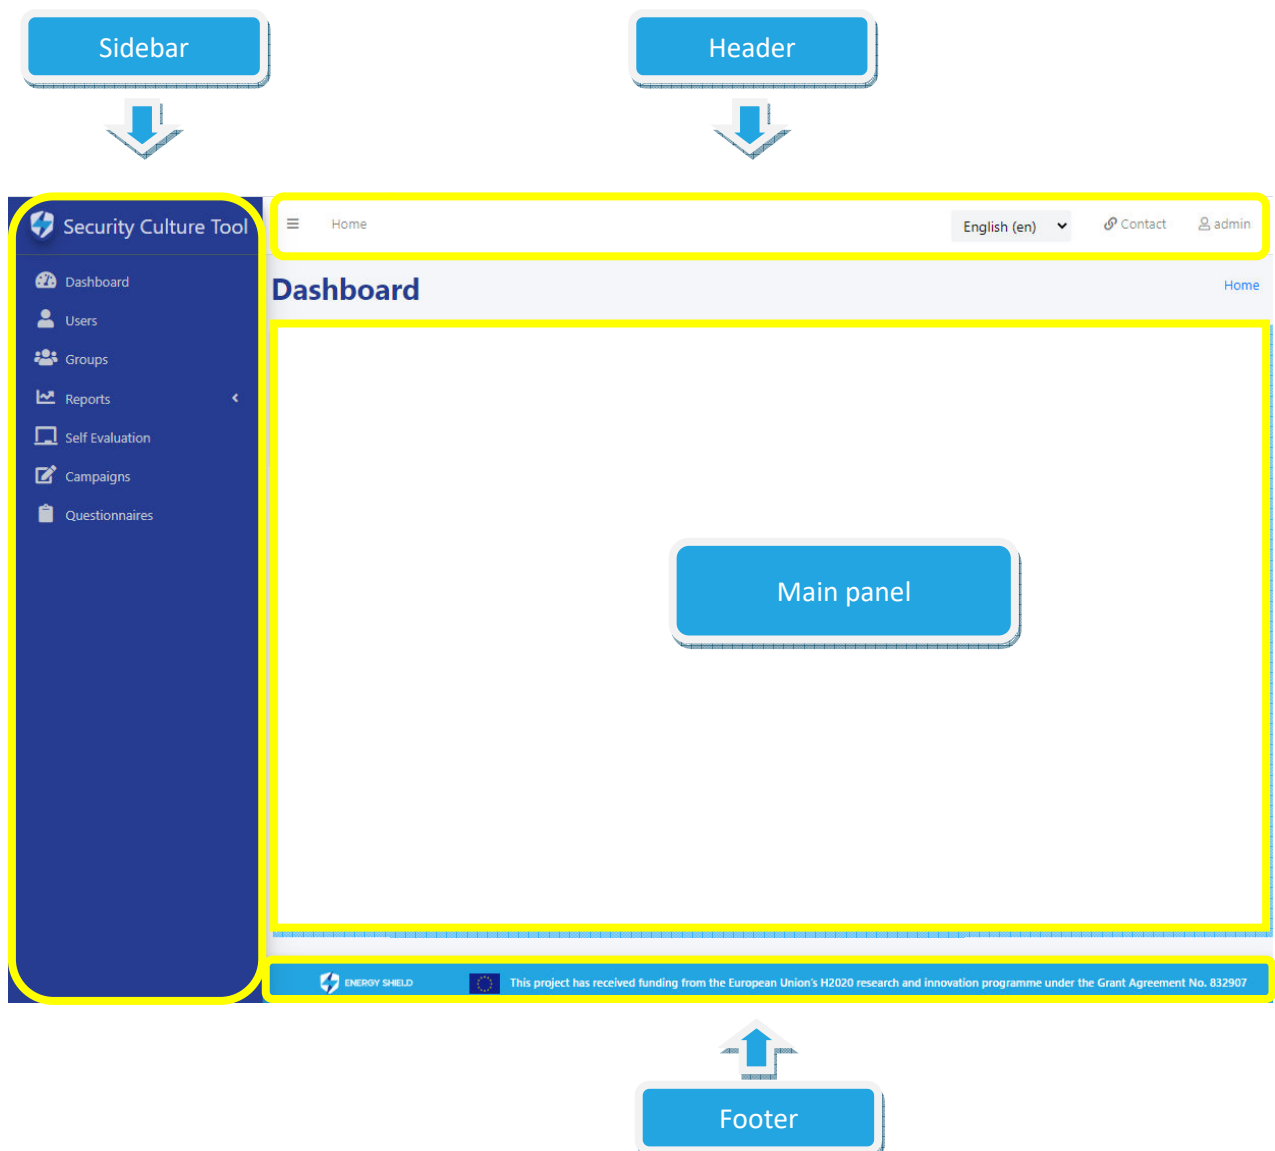 Sidebar
Header
Security Culture Tool
Home
English (en)
Contact
admin
Dashboard
Home
Dashboard
Users
Groups
Reports
Self Evaluation
Campaigns
Questionnaires
Main panel
ENERGY SHIELD
This project has received funding from the European Union's H2020 research and innovation programme under the Grant Agreement No. 832907
Footer